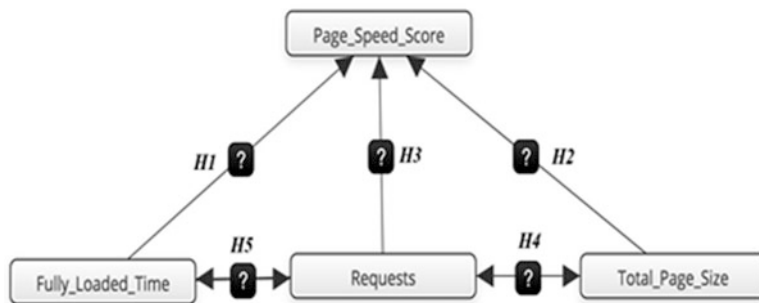 Page_Speed_Score
H1 ? ? H3 ? H2
H5 H4
Fully_Loaded_Time ? Requests ? Total_Page_Size